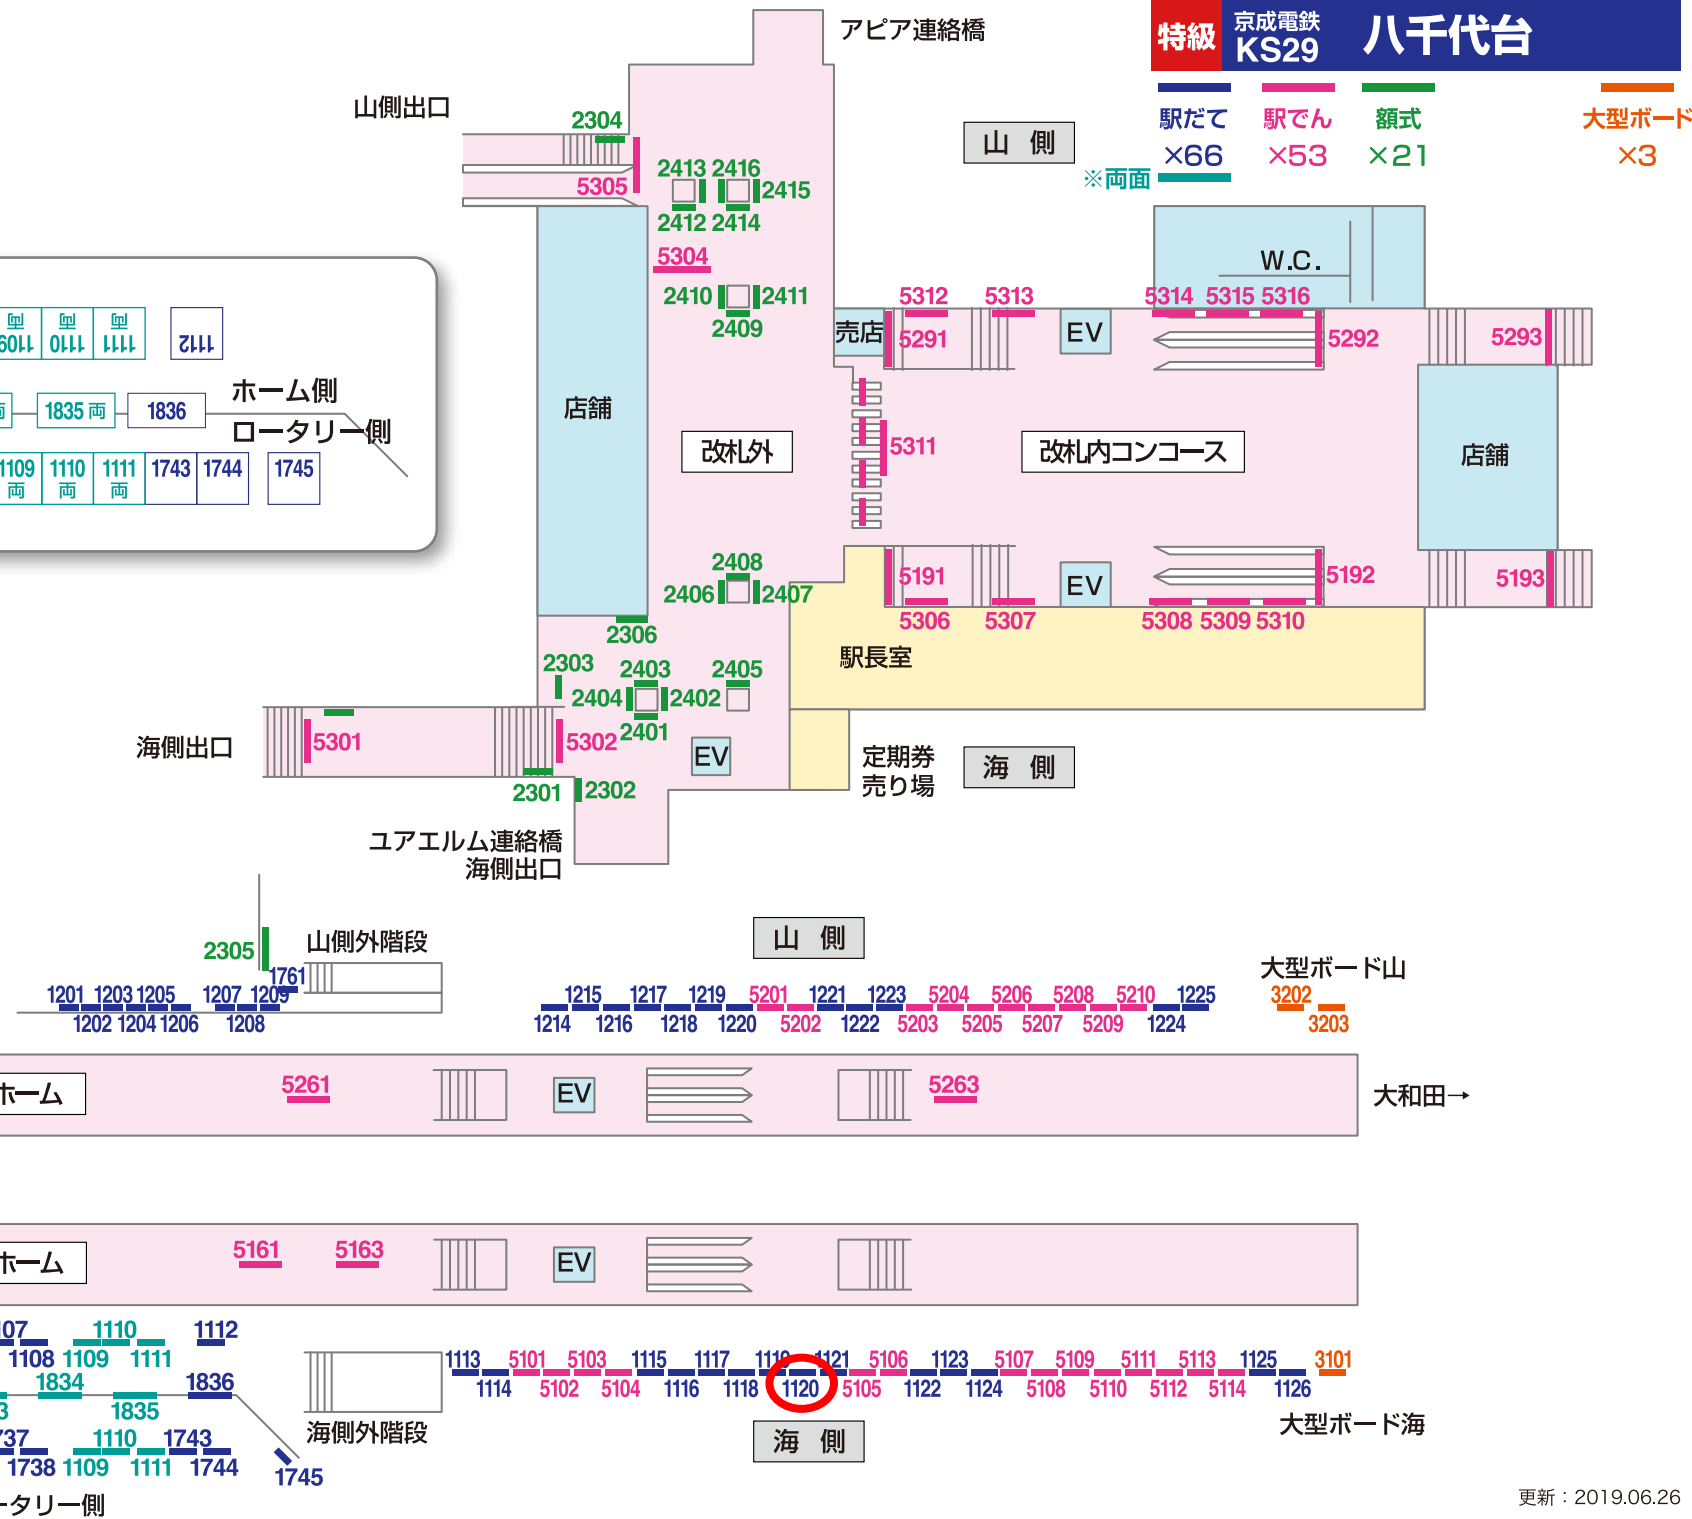 アピア連絡橋
特級
京成電鉄
KS29
八千代台
駅だて
×66
駅でん
×53
額式
×21
大型ボード
×3
※両面
山側出口
2304
5305
山 側
2413 2416
2415
2412 2414
5304
2410 2411
2409
W.C.
5312 5313 5314 5315 5316
売店
5291
EV
5292
5293
1110
1111
1112
ホーム側
1835 両
1836
ロータリー側
1109
両
1110
両
1111
両
1743
1744
1745
店舗
改札外
5311
改札内コンコース
店舗
2408
2406 2407
5191
EV
5192
5193
5306 5307 5308 5309 5310
2306
2303
2403 2405
2404 2402
2401
駅長室
海側出口
5301
5302
EV
定期券
売り場
海 側
2301 2302
ユアエルム連絡橋
海側出口
2305
山側外階段
山 側
1761
大型ボード山
1201 1203 1205 1207 1209
1202 1204 1206 1208
1215 1217 1219 5201 1221 1223 5204 5206 5208 5210 1225
1214 1216 1218 1220 5202 1222 5203 5205 5207 5209 1224
3202
3203
ホーム
5261
EV
5263
大和田→
ホーム
5161 5163
EV
1110 1112
1108 1109 1111
1834 1836
1835
1110 1743
1738 1109 1111 1744
1745
海側外階段
1113 5101 5103 1115 1117 1119 1121 5106 1123 5107 5109 5111 5113 1125 3101
1114 5102 5104 1116 1118 1120 5105 1122 1124 5108 5110 5112 5114 1126
海 側
大型ボード海
ータリー側
更新：2019.06.26